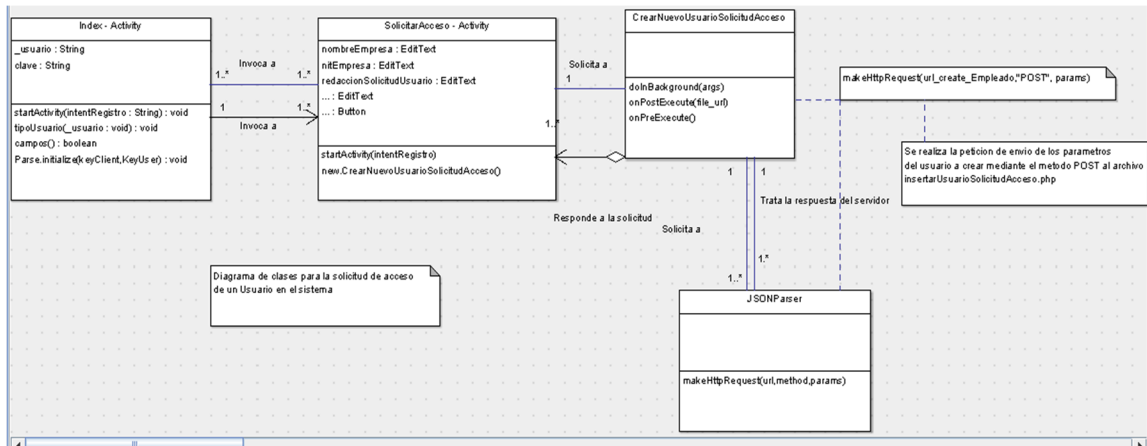 Index - Activity
_usuario : String
clave : String
startActivity(intentRegistro : String) : void
tipoUsuario(_usuario : void) : void
campos() : boolean
Parse.initialize(keyClient,KeyUser) : void
Invoca a
1..*
1..*
1
1..*
Invoca a
SolicitarAcceso - Activity
nombreEmpresa : EditText
nitEmpresa : EditText
redaccionSolicitudUsuario : EditText
... : EditText
... : Button
startActivity(intentRegistro)
new.CrearNuevoUsuarioSolicitudAcceso()
Solicita a
1
1..*
CrearNuevoUsuarioSolicitudAcceso
doInBackground(args)
onPostExecute(file_url)
onPreExecute()
makeHttpRequest(url_create_Empleado,"POST", params)
Se realiza la peticion de envio de los parametros
del usuario a crear mediante el metodo POST al archivo
insertarUsuarioSolicitudAcceso.php
1
1
Trata la respuesta del servidor
Responde a la solicitud
Solicita a
1.*
1..*
Diagrama de clases para la solicitud de acceso
de un Usuario en el sistema
JSONParser
makeHttpRequest(url,method,params)